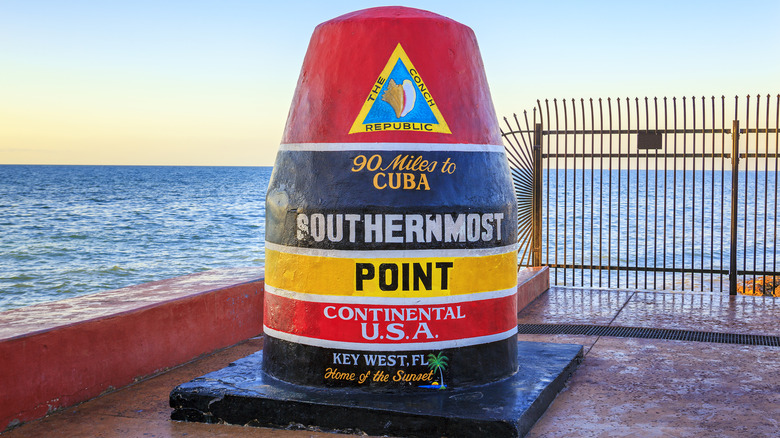 THE CONCH
REPUBLIC
90 Miles to
CUBA
SOUTHERNMOST
POINT
CONTINENTAL
U.S.A.
KEY WEST, FL
Home of the Sunset